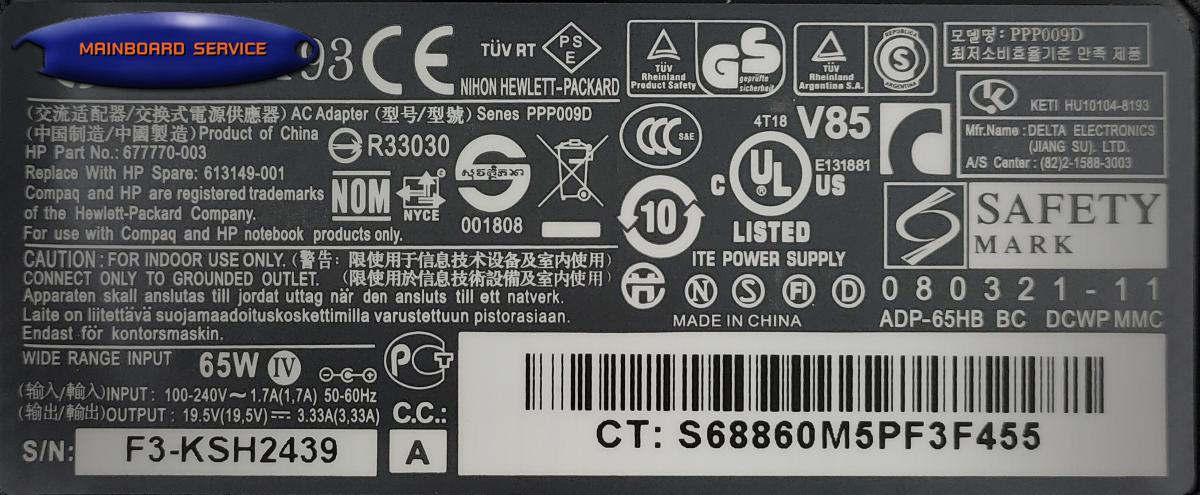 MAINBOARD SERVICE
CE
TÜV RT
PS
E
NIHON HEWLETT-PACKARD
TÜV
Rheinland
Product Safety
GS
geprüfte
Sicherheit
TÜV
Rheinland
Argentina S.A.
REPUBLICA
S
ARGENTINA
모델명: PPP009D
최저소비효율기준 만족 제품
(交流适配器/交换式電源供應器) AC Adapter (型号/型號) Series PPP009D
(中国制造/中國製造) Product of China
HP Part No.: 677770-003
Replace With HP Spare: 613149-001
Compaq and HP are registered trademarks
of the Hewlett-Packard Company.
For use with Compaq and HP notebook products only.
R33030
NOM
NYCE
001808
CCC
S&E
10
4T18
V85
E131881
C
UL
®
US
LISTED
ITE POWER SUPPLY
K
KETI HU10104-8193
Mfr.Name : DELTA ELECTRONICS
(JIANG SU). LTD.
A/S Center : (82)2-1588-3003
SAFETY
MARK
CAUTION : FOR INDOOR USE ONLY. (警告: 限使用于信息技术设备及室内使用)
CONNECT ONLY TO GROUNDED OUTLET. (限使用於信息技術設備及室內使用)
Apparaten skall anslutas till jordat uttag när den ansluts till ett natverk.
Laite on liitettävä suojamaadoituskoskettimilla varustettuun pistorasiaan.
Endast för kontorsmaskin.
N
S
FI
D
080321-11
MADE IN CHINA
ADP-65HB BC DCWP MMC
WIDE RANGE INPUT
65W
IV
(输入/輸入)INPUT : 100-240V~1.7A(1,7A) 50-60Hz
(输出/輸出)OUTPUT : 19.5V(19,5V)⎓3.33A(3,33A)
C.C.:
A
S/N:
F3-KSH2439
CT: S68860M5PF3F455